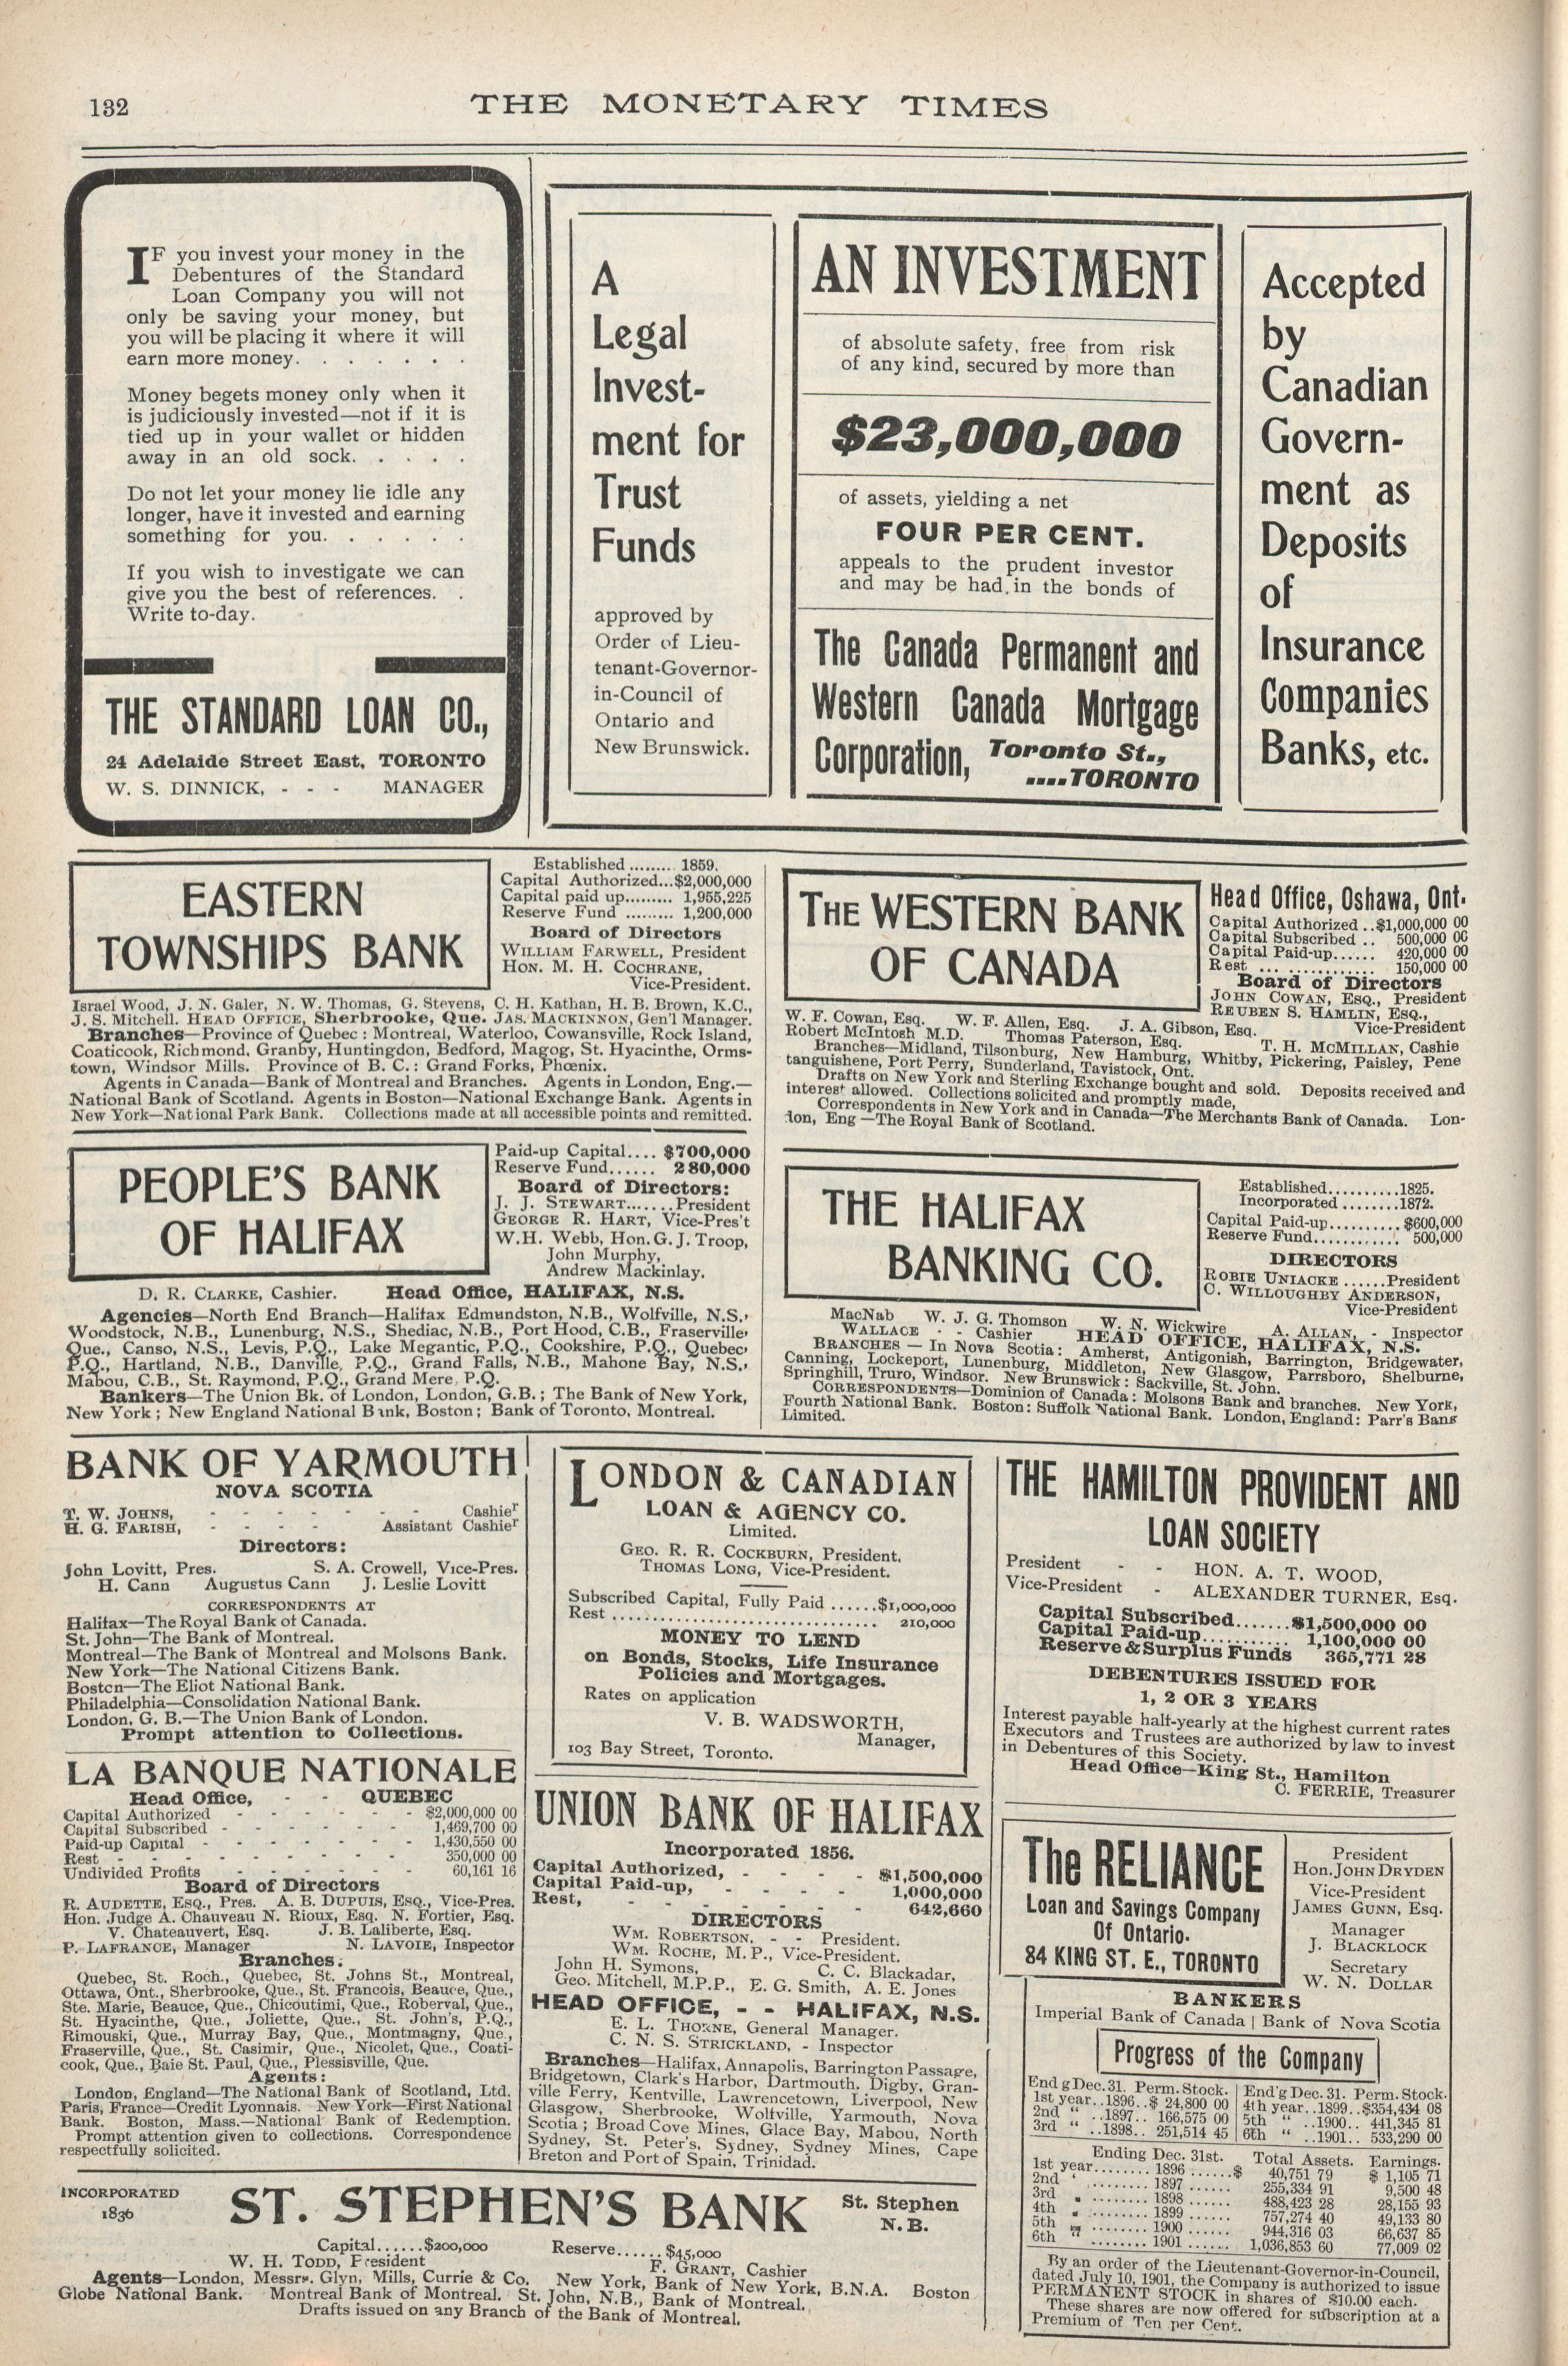 132
THE MONETARY TIMES
IF you invest your money in the
Debentures of the Standard
Loan Company you will not
only be saving your money, but
you will be placing it where it will
earn more money. . . . . . .
Money begets money only when it
is judiciously invested—not if it is
tied up in your wallet or hidden
away in an old sock. . . . .
Do not let your money lie idle any
longer, have it invested and earning
something for you. . . . . .
If you wish to investigate we can
give you the best of references. .
Write to-day.
THE STANDARD LOAN CO.,
24 Adelaide Street East, TORONTO
W. S. DINNICK, - - - MANAGER
A
Legal
Invest-
ment for
Trust
Funds
approved by
Order of Lieu-
tenant-Governor-
in-Council of
Ontario and
New Brunswick.
AN INVESTMENT
of absolute safety, free from risk
of any kind, secured by more than
$23,000,000
of assets, yielding a net
FOUR PER CENT.
appeals to the prudent investor
and may be had in the bonds of
The Canada Permanent and
Western Canada Mortgage
Corporation, Toronto St.,
....TORONTO
Accepted
by
Canadian
Govern-
ment as
Deposits
of
Insurance
Companies
Banks, etc.
EASTERN
TOWNSHIPS BANK
Established ........ 1859.
Capital Authorized...$2,000,000
Capital paid up......... 1,955,225
Reserve Fund ......... 1,200,000
Board of Directors
WILLIAM FARWELL, President
HON. M. H. COCHRANE,
Vice-President.
Israel Wood, J. N. Galer, N. W. Thomas, G. Stevens, C. H. Kathan, H. B. Brown, K.C.,
J. S. Mitchell. HEAD OFFICE, Sherbrooke, Que. JAS. MACKINNON, Gen'l Manager.
Branches—Province of Quebec: Montreal, Waterloo, Cowansville, Rock Island,
Coaticook, Richmond, Granby, Huntingdon, Bedford, Magog, St. Hyacinthe, Orms-
town, Windsor Mills. Province of B. C.: Grand Forks, Phœnix.
Agents in Canada—Bank of Montreal and Branches. Agents in London, Eng.—
National Bank of Scotland. Agents in Boston—National Exchange Bank. Agents in
New York—National Park Bank. Collections made at all accessible points and remitted.
THE WESTERN BANK
OF CANADA
Head Office, Oshawa, Ont.
Capital Authorized ..$1,000,000 00
Capital Subscribed .. 500,000 00
Capital Paid-up...... 420,000 00
Rest ... ............. 150,000 00
Board of Directors
JOHN COWAN, ESQ., President
REUBEN S. HAMLIN, ESQ.,
Vice-President
W. F. Cowan, Esq. W. F. Allen, Esq. J. A. Gibson, Esq.
Robert McIntosh M.D. Thomas Paterson, Esq. T. H. MCMILLAN, Cashie
Branches—Midland, Tilsonburg, New Hamburg, Whitby, Pickering, Paisley, Pene
tanguishene, Port Perry, Sunderland, Tavistock, Ont.
Drafts on New York and Sterling Exchange bought and sold. Deposits received and
interest allowed. Collections solicited and promptly made,
Correspondents in New York and in Canada—The Merchants Bank of Canada. Lon-
don, Eng—The Royal Bank of Scotland.
PEOPLE'S BANK
OF HALIFAX
Paid-up Capital.... $700,000
Reserve Fund...... 280,000
Board of Directors:
J. J. STEWART.......President
GEORGE R. HART, Vice-Pres't
W.H. Webb, Hon. G. J. Troop,
John Murphy,
Andrew Mackinlay.
D. R. CLARKE, Cashier. Head Office, HALIFAX, N.S.
Agencies—North End Branch—Halifax Edmundston, N.B., Wolfville, N.S.,
Woodstock, N.B., Lunenburg, N.S., Shediac, N.B., Port Hood, C.B., Fraserville,
Que., Canso, N.S., Levis, P.Q., Lake Megantic, P.Q., Cookshire, P.Q., Quebec,
P.Q., Hartland, N.B., Danville, P.Q., Grand Falls, N.B., Mahone Bay, N.S.,
Mabou, C.B., St. Raymond, P.Q., Grand Mere, P.Q.
Bankers—The Union Bk. of London, London, G.B.; The Bank of New York,
New York; New England National Bank, Boston; Bank of Toronto, Montreal.
THE HALIFAX
BANKING CO.
Established..........1825.
Incorporated ........1872.
Capital Paid-up.......... $600,000
Reserve Fund............ 500,000
DIRECTORS
ROBIE UNIACKE ......President
C. WILLOUGHBY ANDERSON,
Vice-President
MacNab W. J. G. Thomson W. N. Wickwire A. ALLAN, - Inspector
WALLACE - - Cashier HEAD OFFICE, HALIFAX, N.S.
BRANCHES — In Nova Scotia: Amherst, Antigonish, Barrington, Bridgewater,
Canning, Lockeport, Lunenburg, Middleton, New Glasgow, Parrsboro, Shelburne,
Springhill, Truro, Windsor. New Brunswick: Sackville, St. John.
CORRESPONDENTS—Dominion of Canada: Molsons Bank and branches. New York,
Fourth National Bank. Boston: Suffolk National Bank. London, England: Parr's Bank
Limited.
BANK OF YARMOUTH
NOVA SCOTIA
T. W. JOHNS, - - - - - - Cashier
H. G. FARISH, - - - - Assistant Cashier
Directors:
John Lovitt, Pres. S. A. Crowell, Vice-Pres.
H. Cann Augustus Cann J. Leslie Lovitt
CORRESPONDENTS AT
Halifax—The Royal Bank of Canada.
St. John—The Bank of Montreal.
Montreal—The Bank of Montreal and Molsons Bank.
New York—The National Citizens Bank.
Boston—The Eliot National Bank.
Philadelphia—Consolidation National Bank.
London, G. B.—The Union Bank of London.
Prompt attention to Collections.
LA BANQUE NATIONALE
Head Office, - - QUEBEC
Capital Authorized - - - - - - $2,000,000 00
Capital Subscribed - - - - - - 1,469,700 00
Paid-up Capital - - - - - - - 1,430,550 00
Rest - - - - - - - - - 350,000 00
Undivided Profits - - - - - 60,161 16
Board of Directors
R. AUDETTE, ESQ., Pres. A. B. DUPUIS, ESQ., Vice-Pres.
Hon. Judge A. Chauveau N. Rioux, Esq. N. Fortier, Esq.
V. Chateauvert, Esq. J. B. Laliberte, Esq.
P. LAFRANCE, Manager N. LAVOIE, Inspector
Branches:
Quebec, St. Roch., Quebec, St. Johns St., Montreal,
Ottawa, Ont., Sherbrooke, Que., St. Francois, Beauce, Que.,
Ste. Marie, Beauce, Que., Chicoutimi, Que., Roberval, Que.,
St. Hyacinthe, Que., Joliette, Que., St. John's, P.Q.,
Rimouski, Que., Murray Bay, Que., Montmagny, Que.,
Fraserville, Que., St. Casimir, Que., Nicolet, Que., Coati-
cook, Que., Baie St. Paul, Que., Plessisville, Que.
Agents:
London, England—The National Bank of Scotland, Ltd.
Paris, France—Credit Lyonnais. New York—First National
Bank. Boston, Mass.—National Bank of Redemption.
Prompt attention given to collections. Correspondence
respectfully solicited.
LONDON & CANADIAN
LOAN & AGENCY CO.
Limited.
GEO. R. R. COCKBURN, President.
THOMAS LONG, Vice-President.
Subscribed Capital, Fully Paid ......$1,000,000
Rest .................................. 210,000
MONEY TO LEND
on Bonds, Stocks, Life Insurance
Policies and Mortgages.
Rates on application
V. B. WADSWORTH,
Manager,
103 Bay Street, Toronto.
UNION BANK OF HALIFAX
Incorporated 1856.
Capital Authorized, - - - - $1,500,000
Capital Paid-up, - - - - 1,000,000
Rest, - - - - - - 642,660
DIRECTORS
WM. ROBERTSON, - - President.
WM. ROCHE, M.P., Vice-President.
John H. Symons, C. C. Blackadar,
Geo. Mitchell, M.P.P., E. G. Smith, A. E. Jones
HEAD OFFICE, - - HALIFAX, N.S.
E. L. THORNE, General Manager.
C. N. S. STRICKLAND, - Inspector
Branches—Halifax, Annapolis, Barrington Passage,
Bridgetown, Clark's Harbor, Dartmouth, Digby, Gran-
ville Ferry, Kentville, Lawrencetown, Liverpool, New
Glasgow, Sherbrooke, Wolfville, Yarmouth, Nova
Scotia; Broad Cove Mines, Glace Bay, Mabou, North
Sydney, St. Peter's, Sydney, Sydney Mines, Cape
Breton and Port of Spain, Trinidad.
THE HAMILTON PROVIDENT AND
LOAN SOCIETY
President - - HON. A. T. WOOD,
Vice-President - ALEXANDER TURNER, Esq.
Capital Subscribed.......$1,500,000 00
Capital Paid-up........... 1,100,000 00
Reserve & Surplus Funds 365,771 28
DEBENTURES ISSUED FOR
1, 2 OR 3 YEARS
Interest payable half-yearly at the highest current rates
Executors and Trustees are authorized by law to invest
in Debentures of this Society.
Head Office—King St., Hamilton
C. FERRIE, Treasurer
The RELIANCE
Loan and Savings Company
Of Ontario.
84 KING ST. E., TORONTO
President
Hon. JOHN DRYDEN
Vice-President
JAMES GUNN, Esq.
Manager
J. BLACKLOCK
Secretary
W. N. DOLLAR
BANKERS
Imperial Bank of Canada | Bank of Nova Scotia
Progress of the Company
End g Dec. 31. Perm. Stock. End'g Dec. 31. Perm. Stock.
1st year..1896..$ 24,800 00 4th year..1899..$354,434 08
2nd " ..1897.. 166,575 00 5th " ..1900.. 441,345 81
3rd " ..1898.. 251,514 45 6th " ..1901.. 533,290 00
Ending Dec. 31st. Total Assets. Earnings.
1st year........ 1896 ......$ 40,751 79 $ 1,105 71
2nd ' ........ 1897 ...... 255,334 91 9,500 48
3rd " ........ 1898 ...... 488,423 28 28,155 93
4th " ........ 1899 ...... 757,274 40 49,133 80
5th " ........ 1900 ...... 944,316 03 66,637 85
6th " ........ 1901 ...... 1,036,853 60 77,009 02
By an order of the Lieutenant-Governor-in-Council,
dated July 10, 1901, the Company is authorized to issue
PERMANENT STOCK in shares of $10.00 each.
These shares are now offered for subscription at a
Premium of Ten per Cent.
INCORPORATED
1836
ST. STEPHEN'S BANK
St. Stephen
N. B.
Capital......$200,000 Reserve......$45,000
W. H. TODD, President F. GRANT, Cashier
Agents—London, Messrs. Glyn, Mills, Currie & Co. New York, Bank of New York, B.N.A. Boston
Globe National Bank. Montreal Bank of Montreal. St. John, N.B., Bank of Montreal.
Drafts issued on any Branch of the Bank of Montreal.